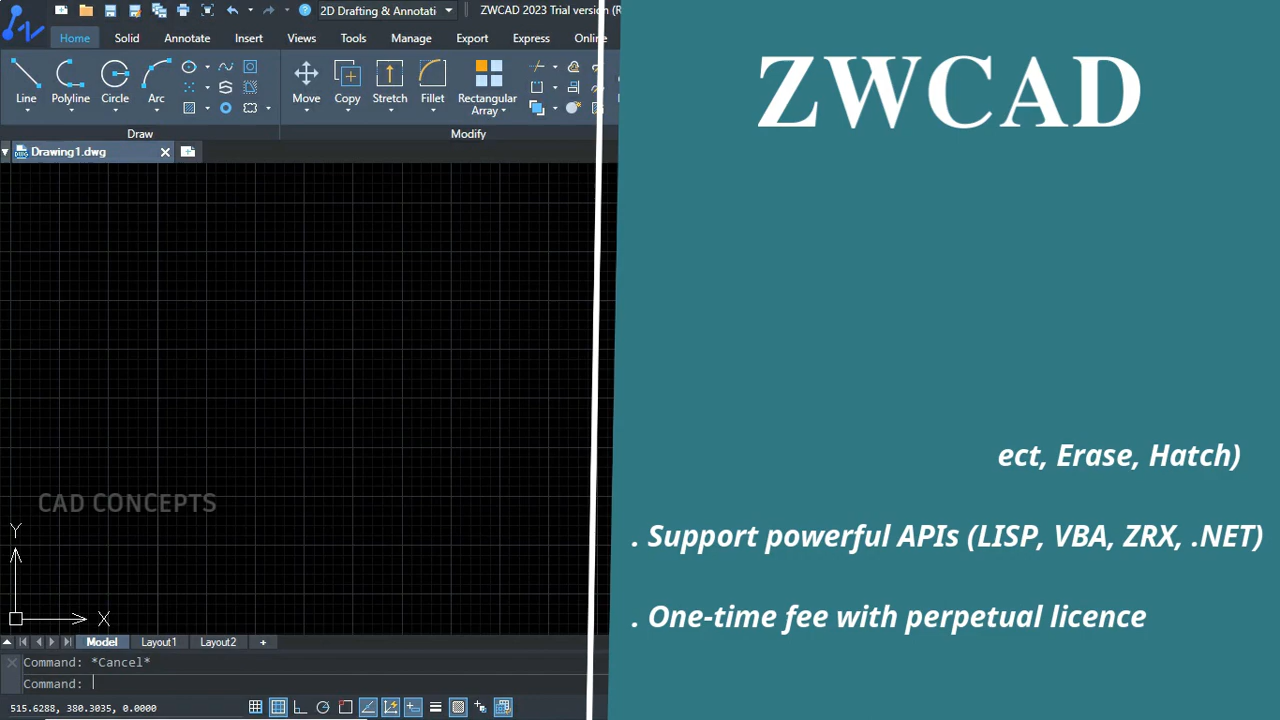 2D Drafting & Annotati
ZWCAD 2023 Trial version (R
Home
Solid
Annotate
Insert
Views
Tools
Manage
Export
Express
Online
Line
Polyline
Circle
Arc
Move
Copy
Stretch
Fillet
Rectangular
Array
Draw
Modify
Drawing1.dwg
ZWCAD
ect, Erase, Hatch)
. Support powerful APIs (LISP, VBA, ZRX, .NET)
. One-time fee with perpetual licence
CAD CONCEPTS
Y
X
Model
Layout1
Layout2
+
Command: *Cancel*
Command:
515.6288, 380.3035, 0.0000